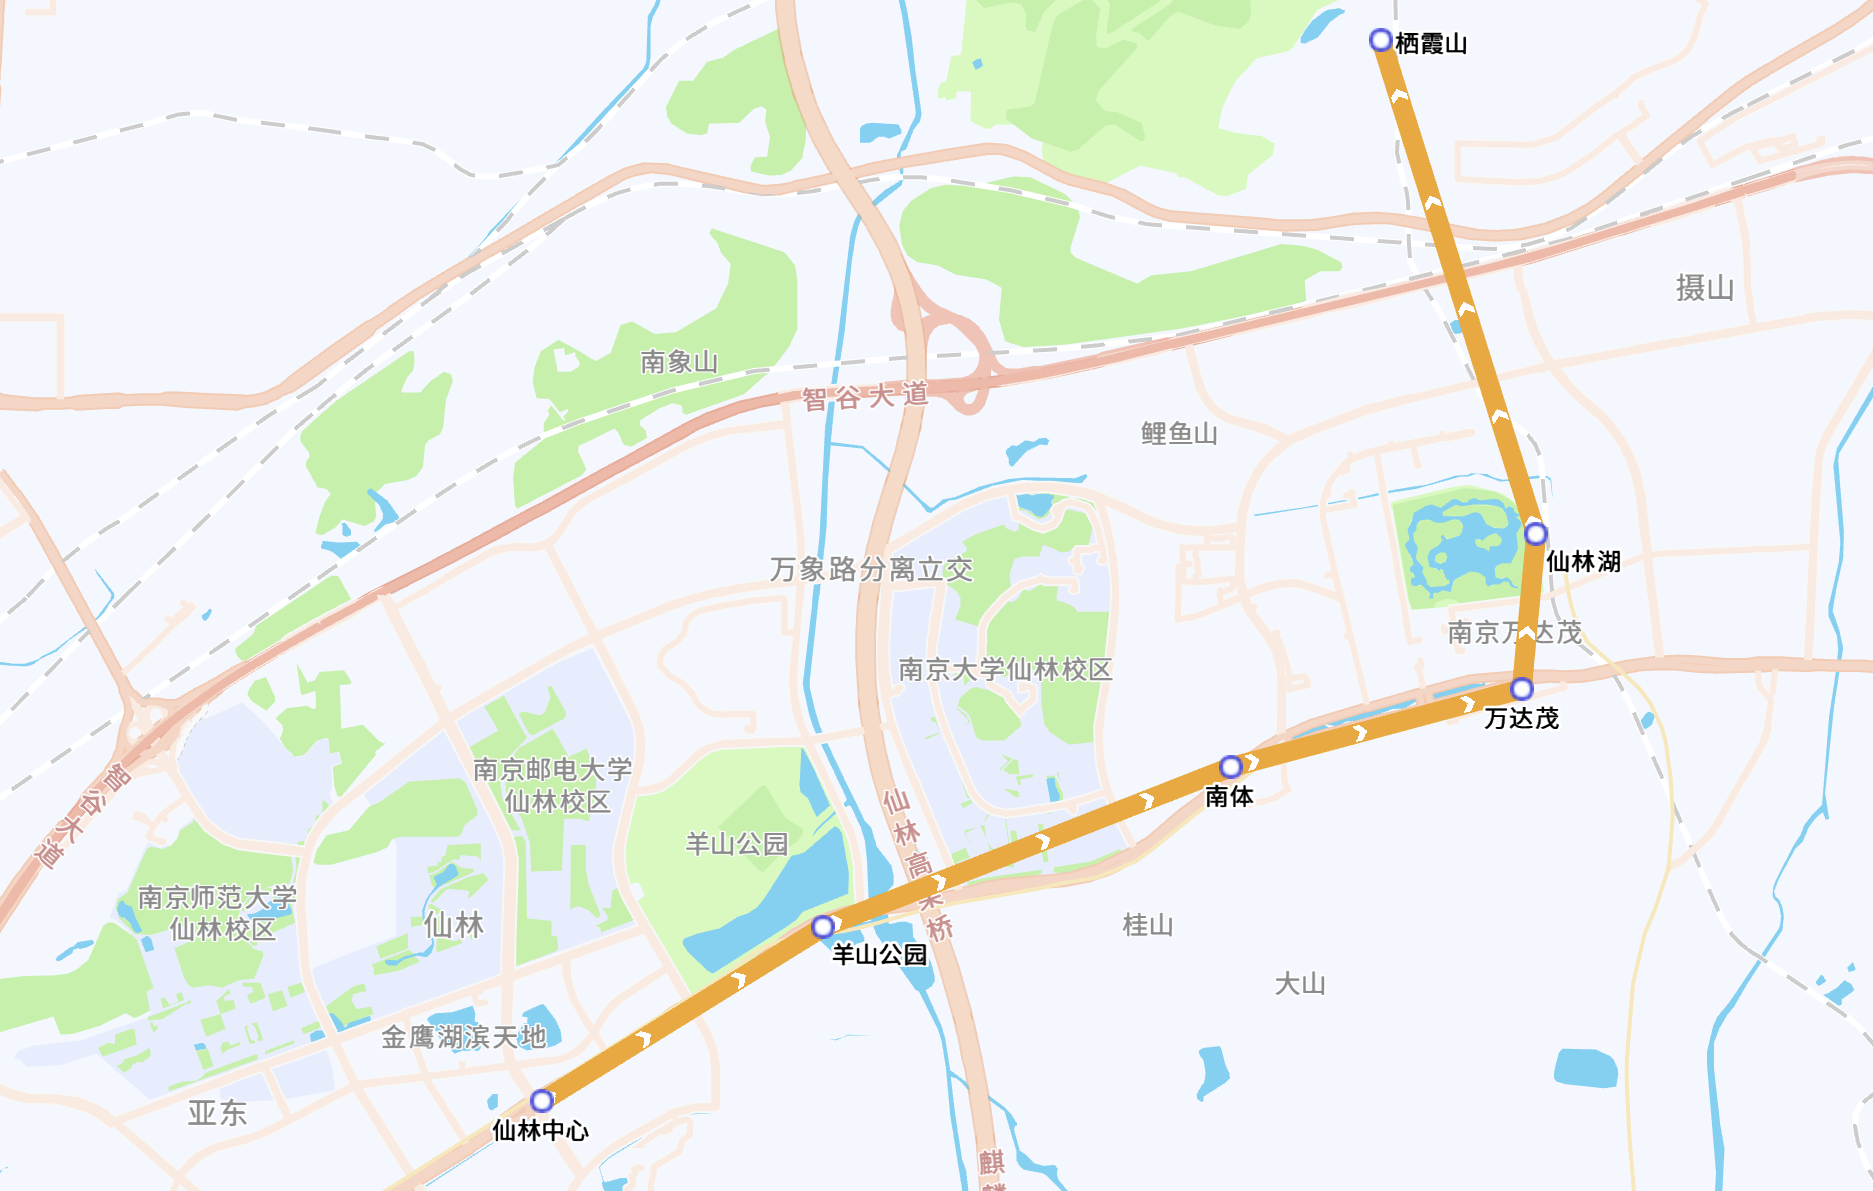 栖霞山
摄山
南象山
智谷大道
鲤鱼山
仙林湖
万象路分离立交
南京万达茂
南京大学仙林校区
万达茂
南京邮电大学
仙林校区
南体
智谷大道
仙林高架桥
羊山公园
南京师范大学
仙林校区
仙林
羊山公园
桂山
大山
金鹰湖滨天地
亚东
仙林中心
麒